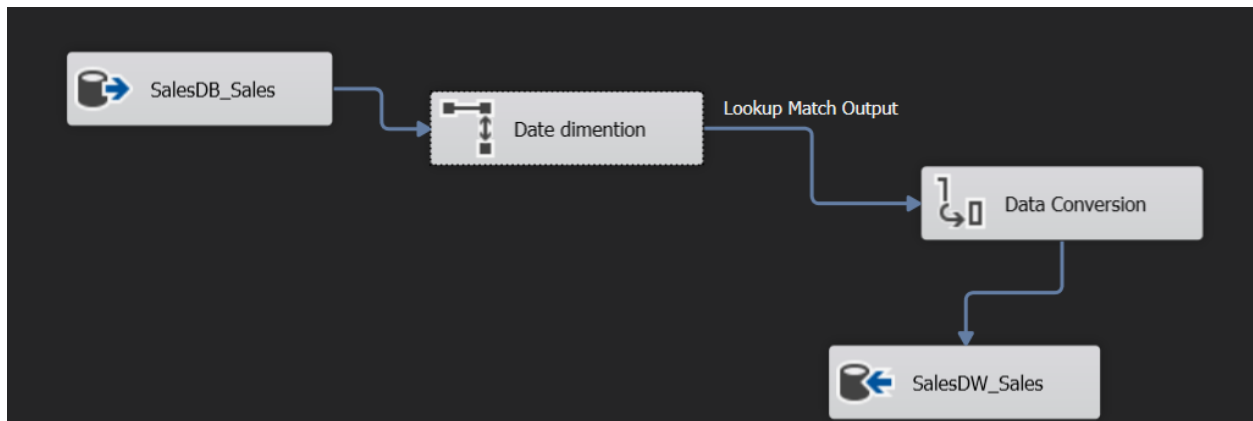 SalesDB_Sales
Date dimention
Lookup Match Output
Data Conversion
SalesDW_Sales